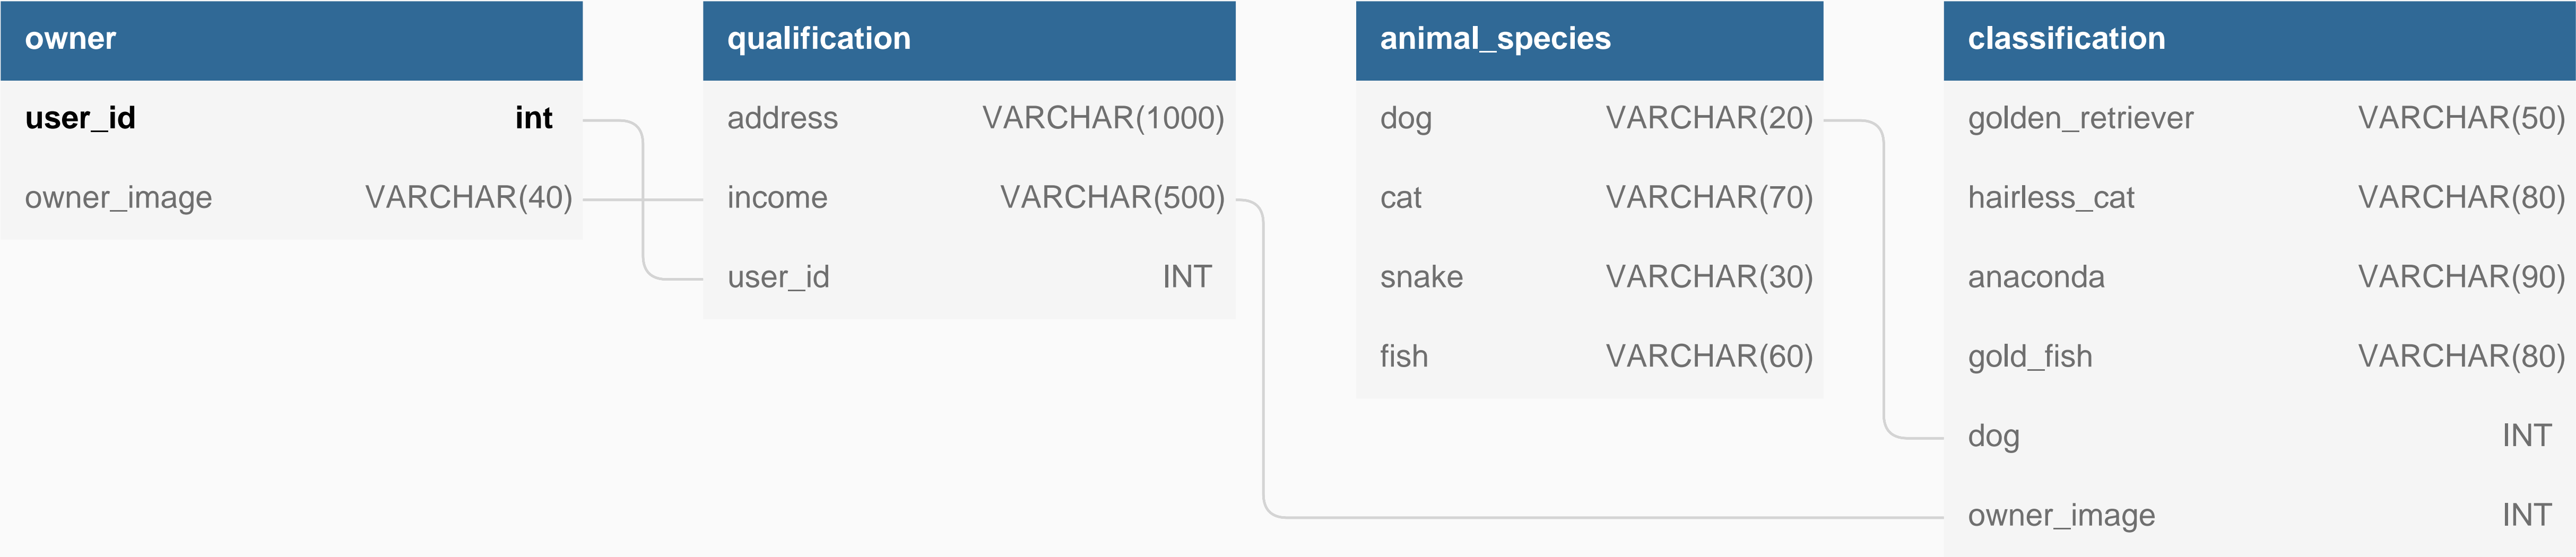 owner
user_id int
owner_image VARCHAR(40)
qualification
address VARCHAR(1000)
income VARCHAR(500)
user_id INT
animal_species
dog VARCHAR(20)
cat VARCHAR(70)
snake VARCHAR(30)
fish VARCHAR(60)
classification
golden_retriever VARCHAR(50)
hairless_cat VARCHAR(80)
anaconda VARCHAR(90)
gold_fish VARCHAR(80)
dog INT
owner_image INT